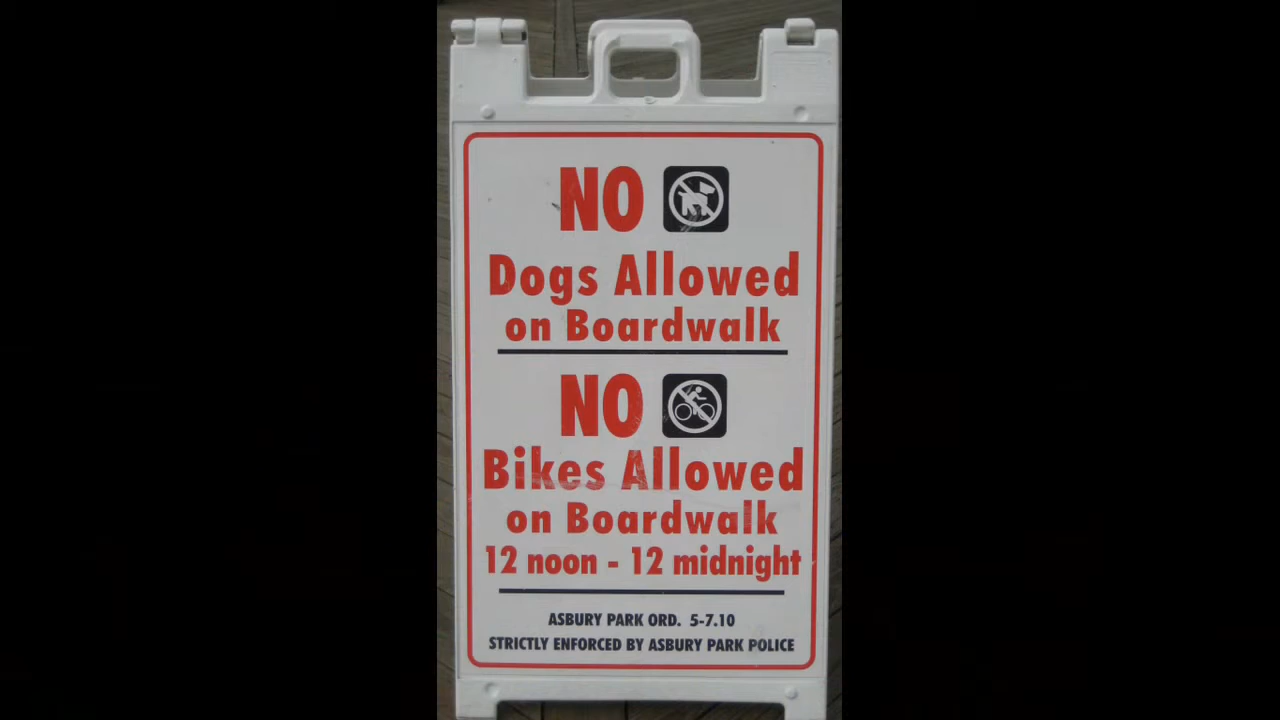 NO
Dogs Allowed
on Boardwalk
NO
Bikes Allowed
on Boardwalk
12 noon - 12 midnight
ASBURY PARK ORD. 5-7.10
STRICTLY ENFORCED BY ASBURY PARK POLICE